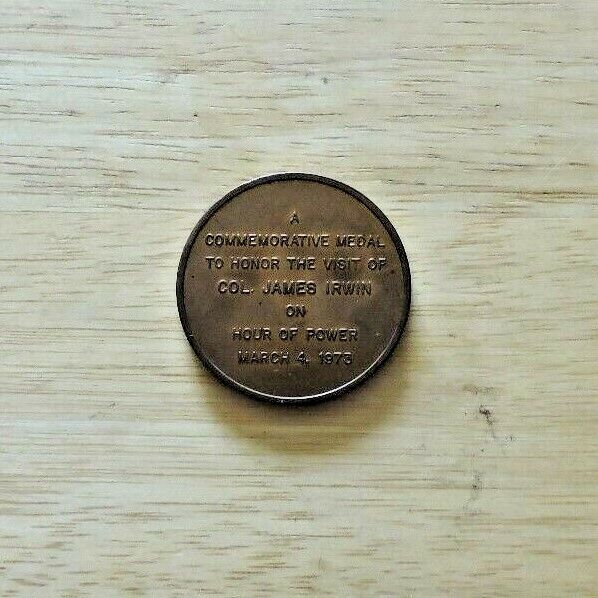 A
COMMEMORATIVE MEDAL
TO HONOR THE VISIT OF
COL. JAMES IRWIN
ON
HOUR OF POWER
MARCH 4, 1973